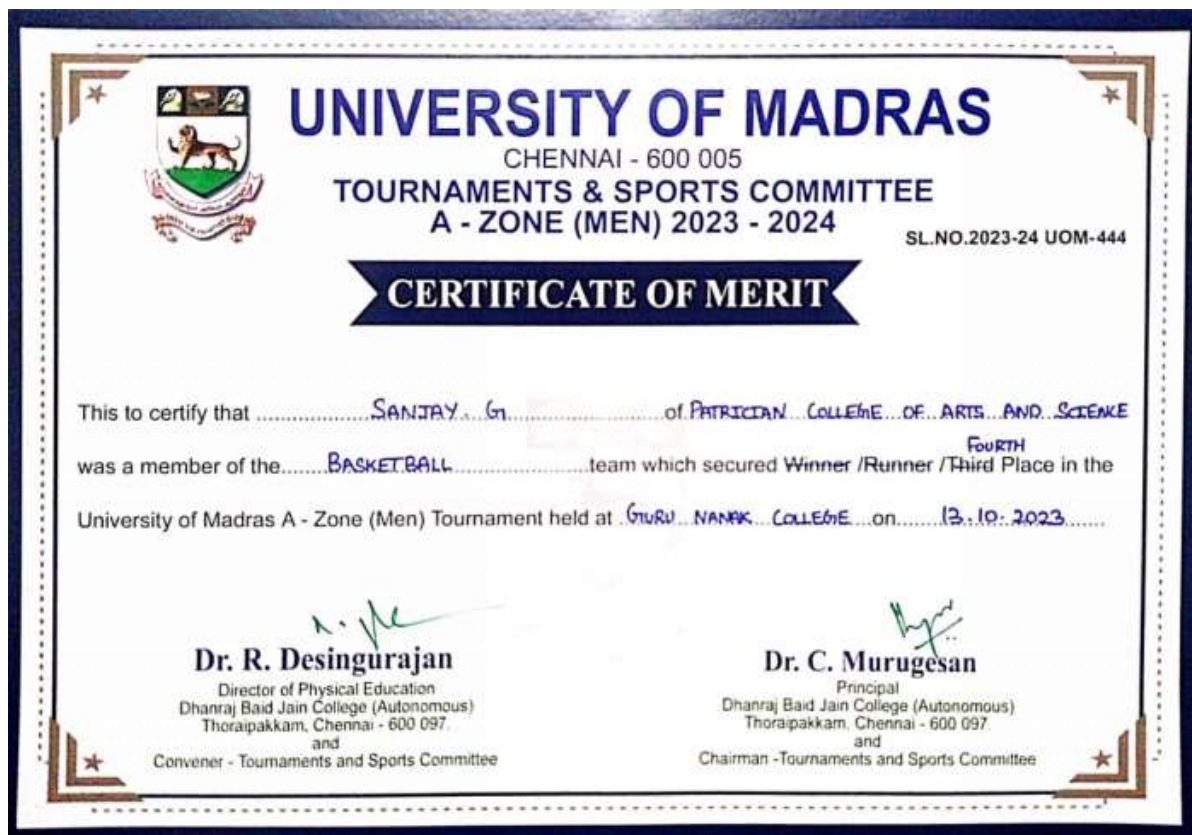 UNIVERSITY OF MADRAS
CHENNAI - 600 005
TOURNAMENTS & SPORTS COMMITTEE
A - ZONE (MEN) 2023 - 2024
SL.NO.2023-24 UOM-444
CERTIFICATE OF MERIT
This to certify that ................SANJAY. G......................of PATRICIAN COLLEGE OF ARTS AND SCIENCE
FOURTH
was a member of the.......BASKETBALL....................team which secured Winner /Runner /Third Place in the
University of Madras A - Zone (Men) Tournament held at GURU NANAK COLLEGE on.......13.10.2023......
Dr. R. Desingurajan
Director of Physical Education
Dhanraj Baid Jain College (Autonomous)
Thoraipakkam, Chennai - 600 097.
and
Convener - Tournaments and Sports Committee
Dr. C. Murugesan
Principal
Dhanraj Baid Jain College (Autonomous)
Thoraipakkam, Chennai - 600 097.
and
Chairman -Tournaments and Sports Committee